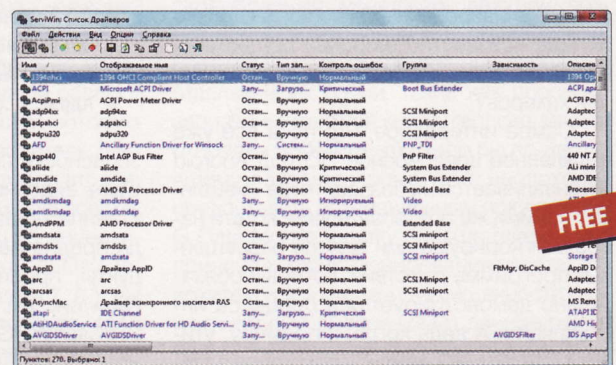 ServiWin: Список Драйверов
Файл Действия Вид Опции Справка
Имя / Отображаемое имя Статус Тип зап... Контроль ошибок Группа Зависимость Описани
1394ohci 1394 OHCI Compliant Host Controller Остан... Вручную Нормальный 1394 Op
ACPI Microsoft ACPI Driver Запу... Загрузо... Критический Boot Bus Extender ACPI
AcpiPmi ACPI Power Meter Driver Остан... Вручную Нормальный ACPI Po
adp94xx adp94xx Остан... Вручную Нормальный SCSI Miniport Adaptec
adpahci adpahci Остан... Вручную Нормальный SCSI Miniport Adaptec
adpu320 adpu320 Остан... Вручную Нормальный SCSI Miniport Adaptec
AFD Ancillary Function Driver for Winsock Запу... Систем... Нормальный PNP_TDI Ancillary
agp440 Intel AGP Bus Filter Остан... Вручную Нормальный PnP Filter 440 NT A
aliide aliide Остан... Вручную Критический System Bus Extender ALi mini
amdide amdide Остан... Вручную Критический System Bus Extender AMD IDE
AmdK8 AMD K8 Processor Driver Остан... Вручную Нормальный Extended Base Processo
amdkmdag amdkmdag Запу... Вручную Игнорируемый Video
amdkmdap amdkmdap Запу... Вручную Игнорируемый Video
AmdPPM AMD Processor Driver Остан... Вручную Нормальный Extended Base
amdsata amdsata Остан... Вручную Нормальный SCSI miniport
amdsbs amdsbs Остан... Вручную Нормальный SCSI Miniport
amdxata amdxata Запу... Загрузо... Нормальный SCSI miniport Storage
AppID Драйвер AppID Остан... Вручную Нормальный FltMgr, DisCache AppID D
arc arc Остан... Вручную Нормальный SCSI Miniport Adaptec
arcsas arcsas Остан... Вручную Нормальный SCSI Miniport Adaptec
AsyncMac Драйвер асинхронного носителя RAS Остан... Вручную Нормальный MS Rem
atapi IDE Channel Запу... Загрузо... Критический SCSI Miniport ATAPI ID
AtiHDAudioService ATI Function Driver for HD Audio Servi... Запу... Вручную Нормальный AMD Hi
AVGIDSDriver AVGIDSDriver Запу... Вручную Нормальный AVGIDSFilter IDS Appl
Пунктов: 270. Выбрано: 1
FREE